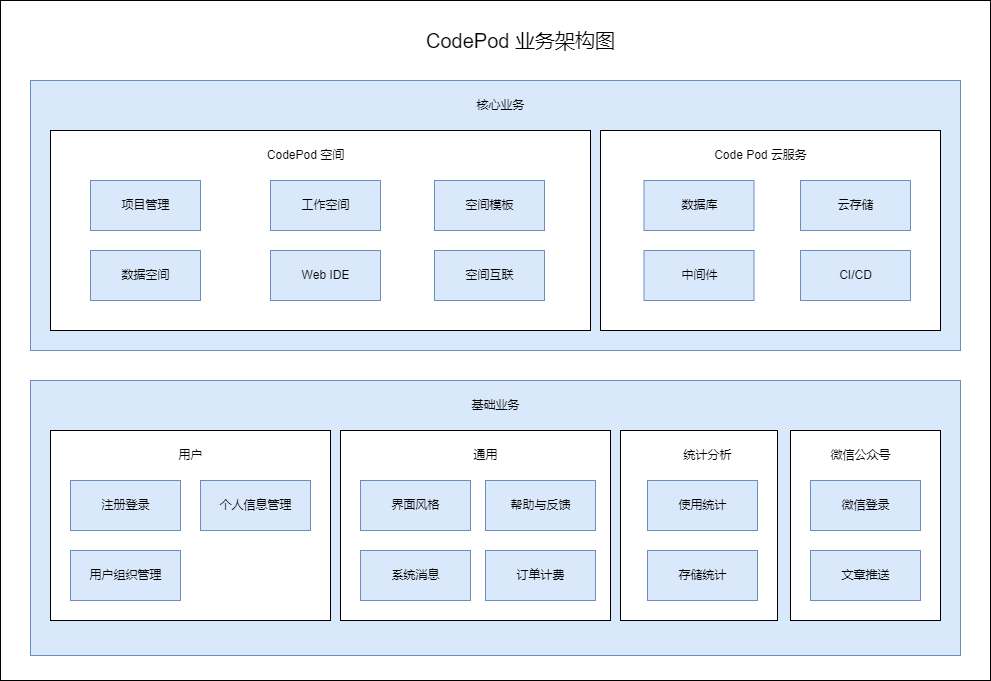 CodePod 业务架构图
核心业务
CodePod 空间
项目管理
工作空间
空间模板
数据空间
Web IDE
空间互联
Code Pod 云服务
数据库
云存储
中间件
CI/CD
基础业务
用户
注册登录
个人信息管理
用户组织管理
通用
界面风格
帮助与反馈
系统消息
订单计费
统计分析
使用统计
存储统计
微信公众号
微信登录
文章推送